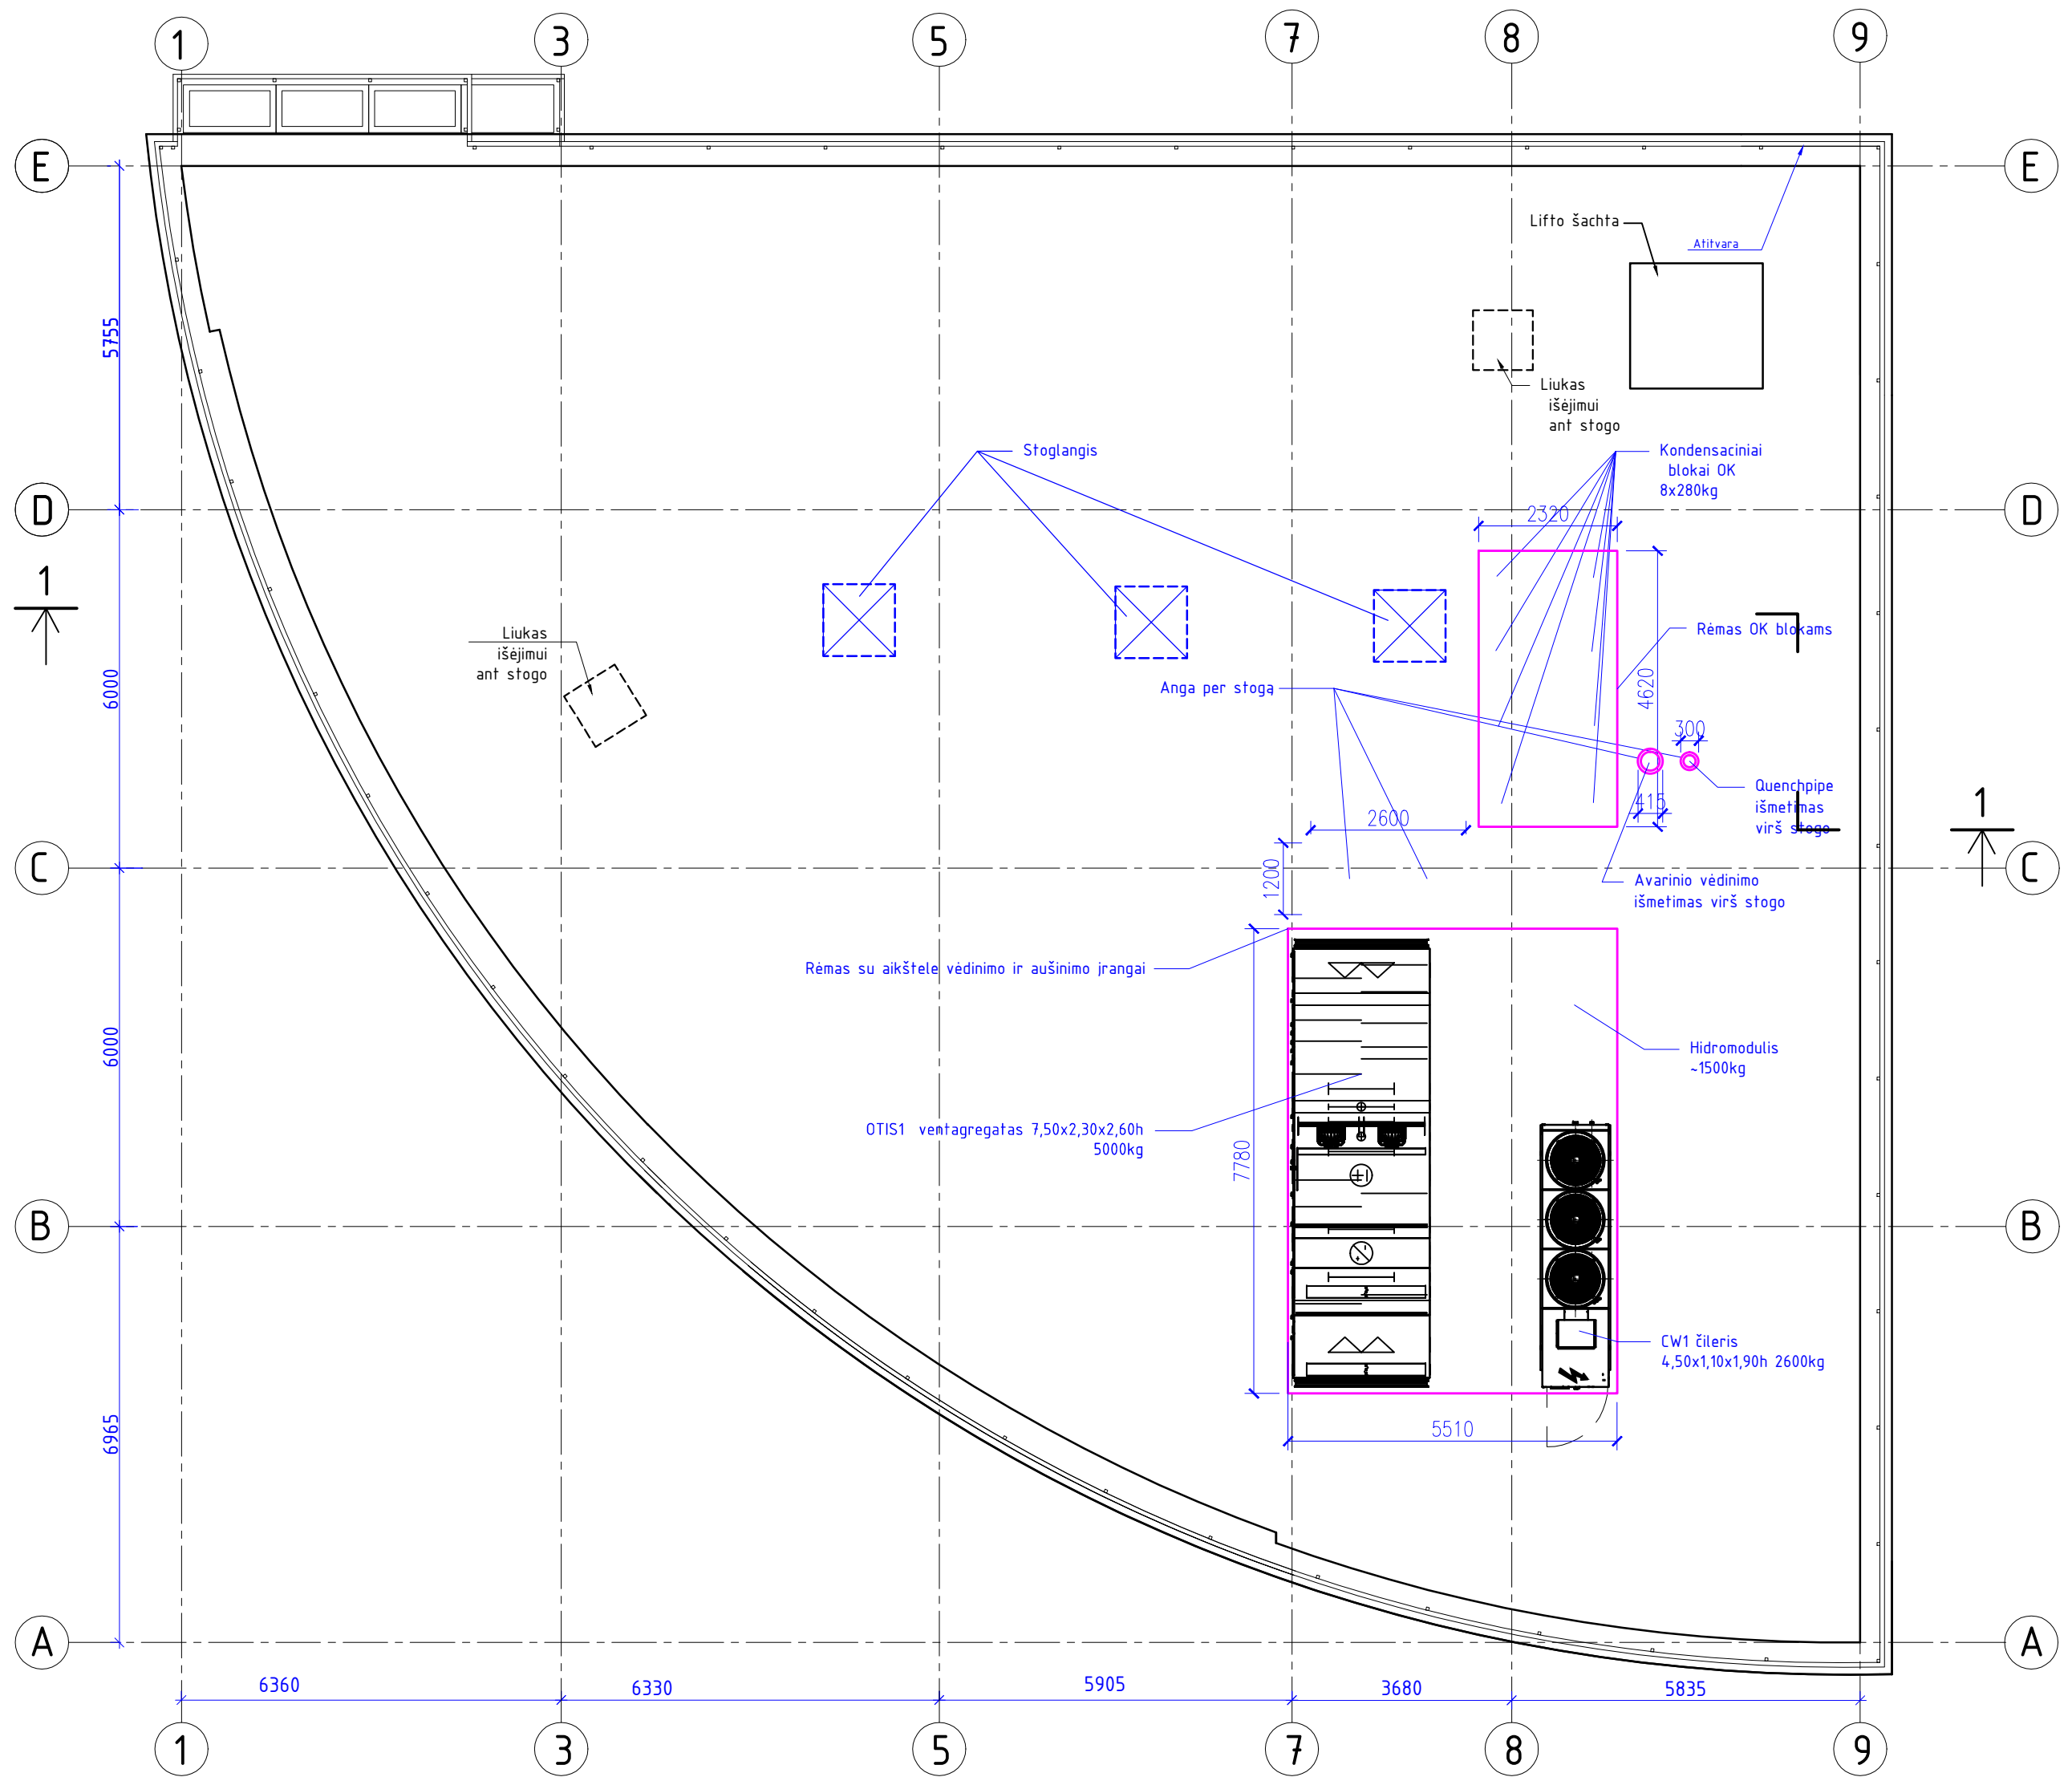 1
3
5
7
8
9
E
E
Lifto šachta
Atitvara
5755
Liukas
išėjimui
ant stogo
Stoglangis
Kondensaciniai
blokai OK
8x280kg
D
2320
D
1
Liukas
išėjimui
ant stogo
Rėmas OK blokams
6000
Anga per stogą
4620
300
Quenchpipe
išmetimas
virš stogo
415
2600
1
C
1200
C
Avarinio vėdinimo
išmetimas virš stogo
Rėmas su aikštele vėdinimo ir aušinimo įrangai
6000
Hidromodulis
~1500kg
OTIS1 vemtagregatas 7,50x2,30x2,60h
5000kg
7780
B
B
CW1 čileris
4,50x1,10x1,90h 2600kg
6965
5510
A
A
6360
6330
5905
3680
5835
1
3
5
7
8
9